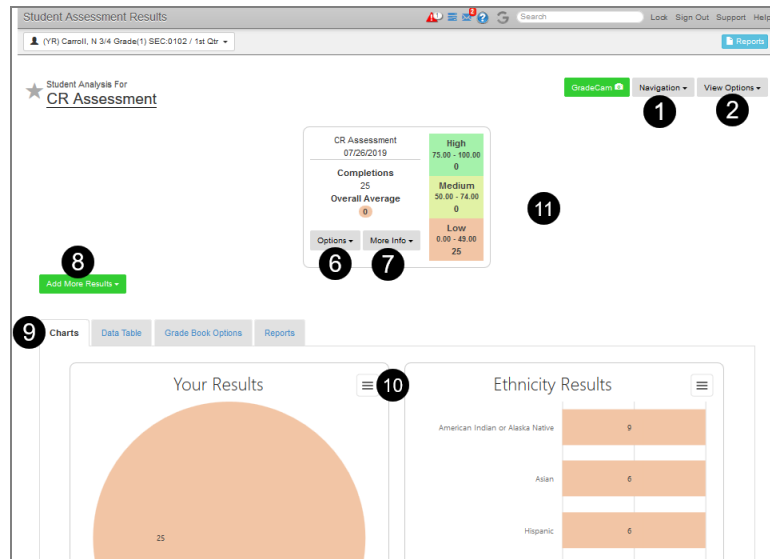 Student Assessment Results
2
Search
Lock Sign Out Support Help
(YR) Carroll, N 3/4 Grade(1) SEC:0102 / 1st Qtr
Reports
Student Analysis For
CR Assessment
GradeCam
Navigation
View Options
1
2
CR Assessment
07/26/2019
Completions
25
Overall Average
0
High
75.00 - 100.00
0
Medium
50.00 - 74.00
0
Low
0.00 - 49.00
25
11
Options
More Info
6
7
8
Add More Results
9
Charts
Data Table
Grade Book Options
Reports
Your Results
10
Ethnicity Results
American Indian or Alaska Native
9
Asian
6
Hispanic
6
25